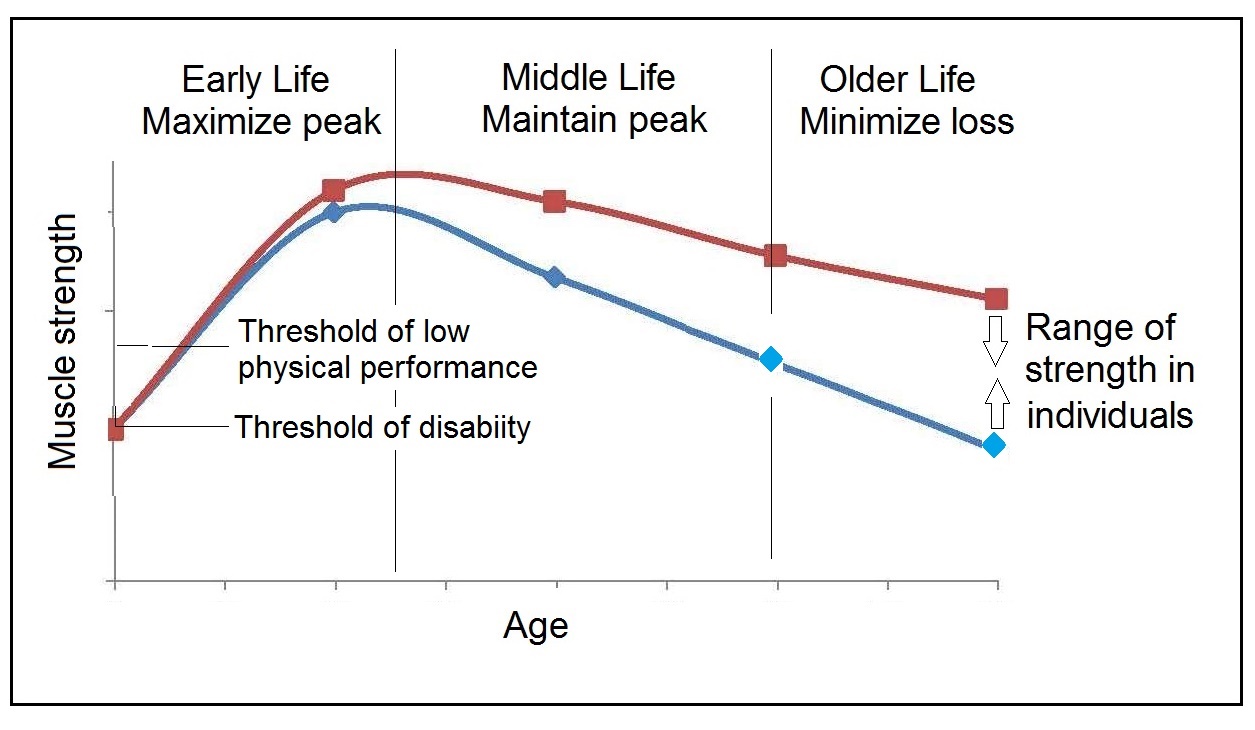 Early Life
Maximize peak
Middle Life
Maintain peak
Older Life
Minimize loss
Muscle strength
Threshold of low
physical performance
Threshold of disabiity
Range of
strength in
individuals
Age